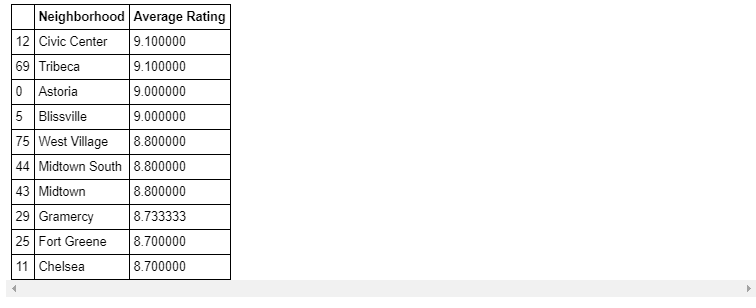 Neighborhood Average Rating
12 Civic Center 9.100000
69 Tribeca 9.100000
0 Astoria 9.000000
5 Blissville 9.000000
75 West Village 8.800000
44 Midtown South 8.800000
43 Midtown 8.800000
29 Gramercy 8.733333
25 Fort Greene 8.700000
11 Chelsea 8.700000